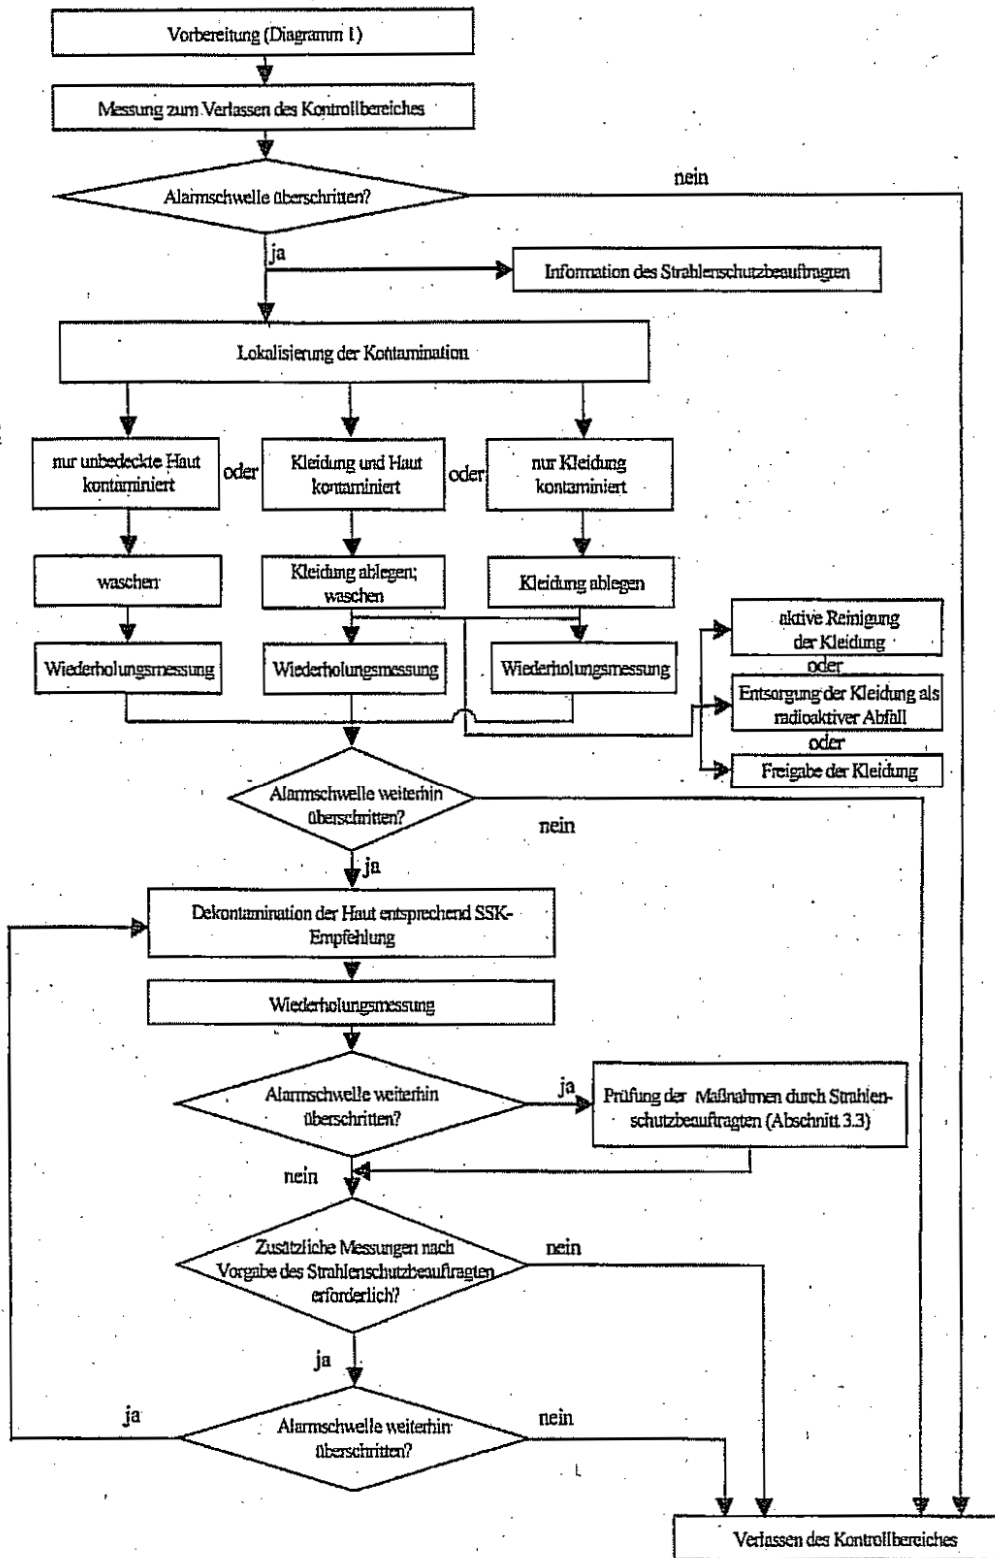 Vorbereitung (Diagramm 1)
Messung zum Verlassen des Kontrollbereiches
Alarmschwelle überschritten?
nein
ja
Information des Strahlenschutzbeauftragten
Lokalisierung der Kontamination
nur unbedeckte Haut
kontaminiert
oder
Kleidung und Haut
kontaminiert
oder
nur Kleidung
kontaminiert
waschen
Kleidung ablegen;
waschen
Kleidung ablegen
aktive Reinigung
der Kleidung
oder
Entsorgung der Kleidung als
radioaktiver Abfall
oder
Freigabe der Kleidung
Wiederholungsmessung
Wiederholungsmessung
Wiederholungsmessung
Alarmschwelle weiterhin
überschritten?
nein
ja
Dekontamination der Haut entsprechend SSK-
Empfehlung
Wiederholungsmessung
Alarmschwelle weiterhin
überschritten?
ja
Prüfung der Maßnahmen durch Strahlen-
schutzbeauftragten (Abschnitt 3.3)
nein
Zusätzliche Messungen nach
Vorgabe des Strahlenschutzbeauftragten
erforderlich?
nein
ja
ja
Alarmschwelle weiterhin
überschritten?
nein
Verlassen des Kontrollbereiches